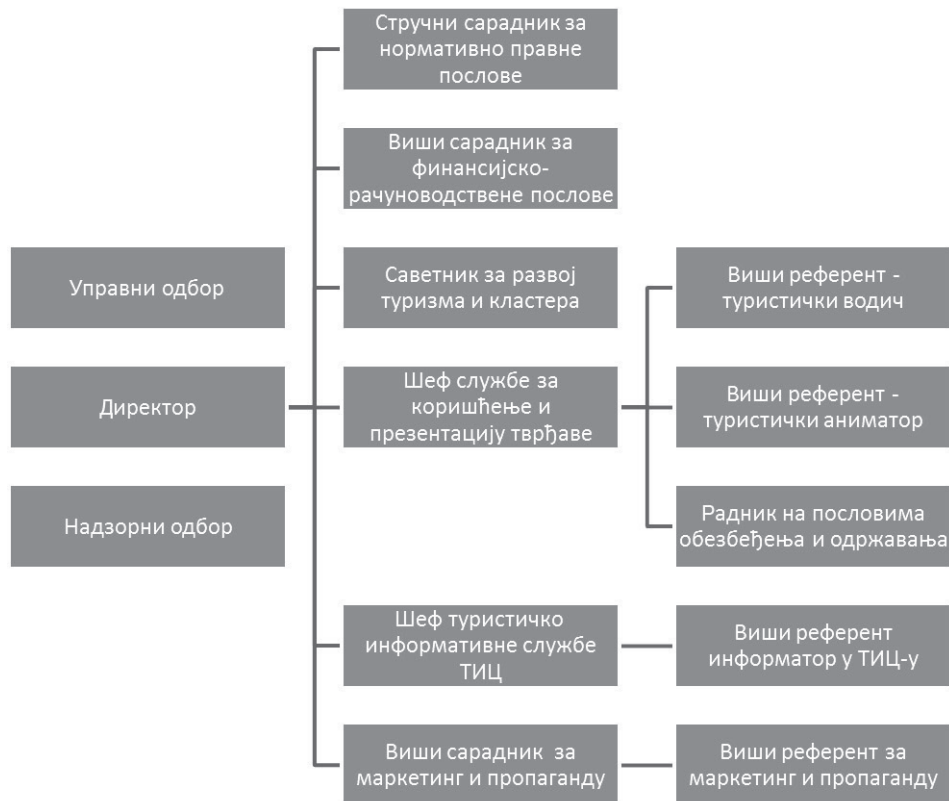 Управни одбор
Директор
Надзорни одбор
Стручни сарадник за
нормативно правне
послове
Виши сарадник за
финансијско-
рачуноводствене послове
Саветник за развој
туризма и кластера
Шеф службе за
коришћење и
презентацију тврђаве
Шеф туристичко
информативне службе
ТИЦ
Виши сарадник за
маркетинг и пропаганду
Виши референт -
туристички водич
Виши референт -
туристички аниматор
Радник на пословима
обезбеђења и одржавања
Виши референт
информатор у ТИЦ-у
Виши референт за
маркетинг и пропаганду